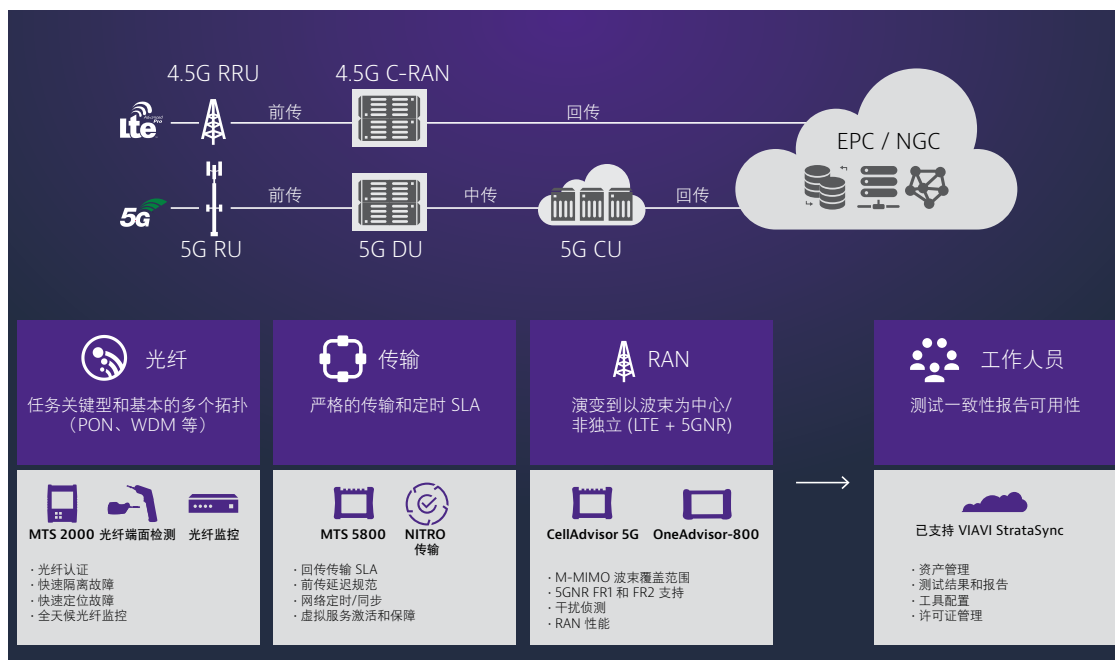 4.5G RRU
4.5G C-RAN
Lte
Advanced
Pro
前传
回传
EPC / NGC
5G
前传
中传
回传
5G RU
5G DU
5G CU
光纤
任务关键型和基本的多个拓扑
(PON、WDM 等)
MTS 2000
光纤端面检测
光纤监控
· 光纤认证
· 快速隔离故障
· 快速定位故障
· 全天候光纤监控
传输
严格的传输和定时 SLA
MTS 5800
NITRO
传输
· 回传传输 SLA
· 前传延迟规范
· 网络定时/同步
· 虚拟服务激活和保障
RAN
演变到以波束为中心/
非独立 (LTE + 5GNR)
CellAdvisor 5G
OneAdvisor-800
· M-MIMO 波束覆盖范围
· 5GNR FR1 和 FR2 支持
· 干扰侦测
· RAN 性能
工作人员
测试一致性报告可用性
已支持 VIAVI StrataSync
· 资产管理
· 测试结果和报告
· 工具配置
· 许可证管理